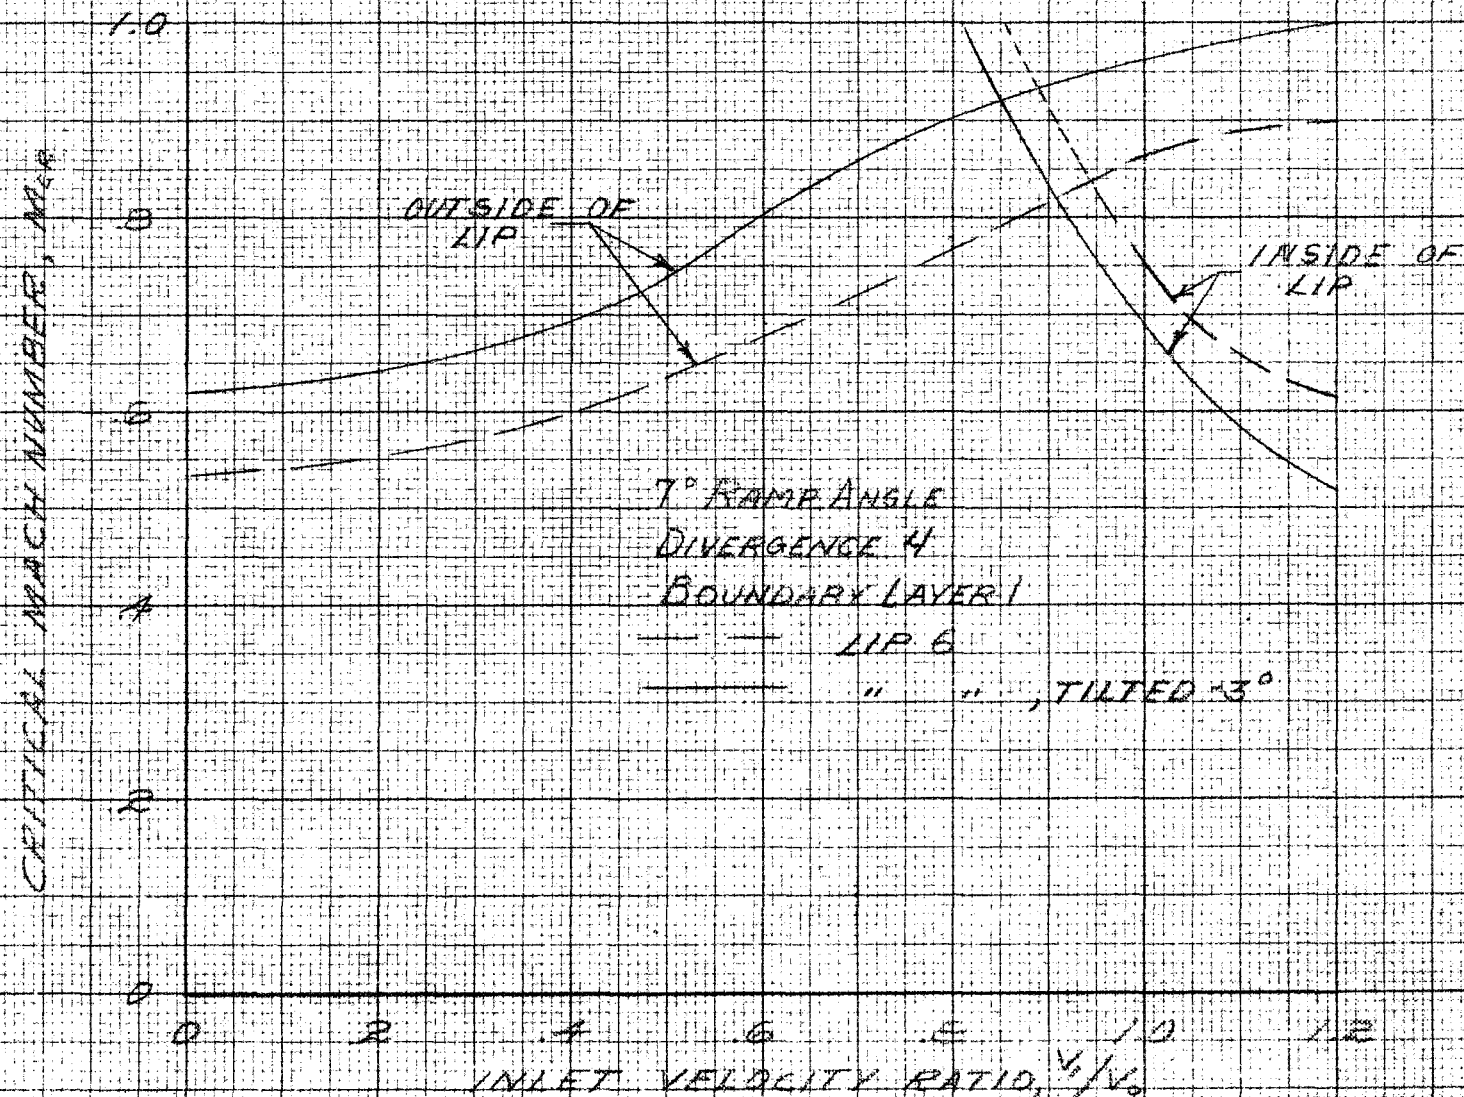 1.0
.8
.6
.4
.2
0
0
.2
.4
.6
.8
1.0
1.2
CRITICAL MACH NUMBER, Mcr
OUTSIDE OF
LIP
INSIDE OF
LIP
7° RAMP ANGLE
DIVERGENCE 4
BOUNDARY LAYER 1
LIP 6
" " , TILTED -3°
INLET VELOCITY RATIO, V₁/V₀